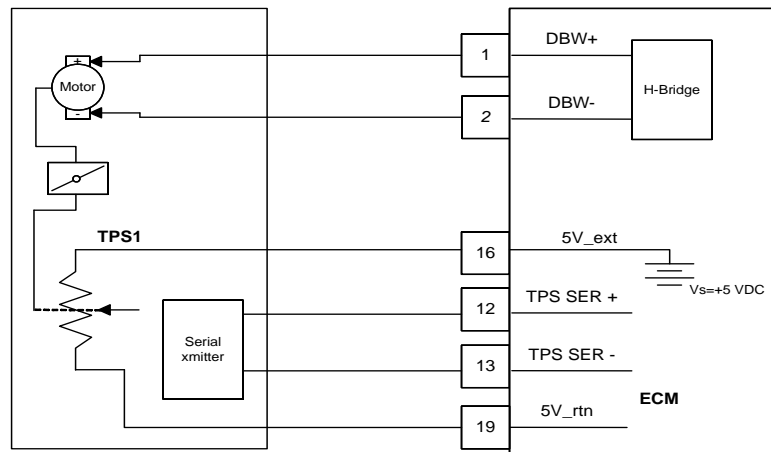 +
Motor
-
TPS1
Serial
xmitter
1
2
16
12
13
19
DBW+
DBW-
H-Bridge
5V_ext
Vs=+5 VDC
TPS SER +
TPS SER -
5V_rtn
ECM